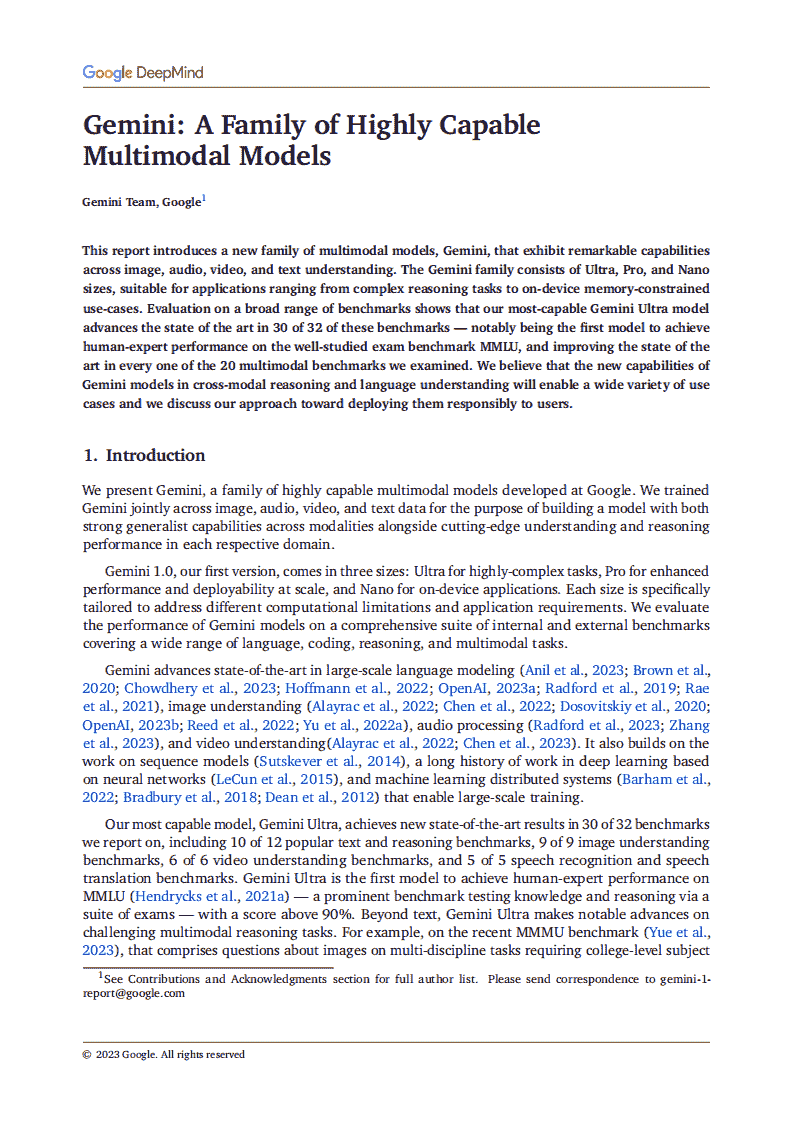 Google DeepMind
Gemini: A Family of Highly Capable
Multimodal Models
Gemini Team, Google1
This report introduces a new family of multimodal models, Gemini, that exhibit remarkable capabilities
across image, audio, video, and text understanding. The Gemini family consists of Ultra, Pro, and Nano
sizes, suitable for applications ranging from complex reasoning tasks to on-device memory-constrained
use-cases. Evaluation on a broad range of benchmarks shows that our most-capable Gemini Ultra model
advances the state of the art in 30 of 32 of these benchmarks — notably being the first model to achieve
human-expert performance on the well-studied exam benchmark MMLU, and improving the state of the
art in every one of the 20 multimodal benchmarks we examined. We believe that the new capabilities of
Gemini models in cross-modal reasoning and language understanding will enable a wide variety of use
cases and we discuss our approach toward deploying them responsibly to users.
1. Introduction
We present Gemini, a family of highly capable multimodal models developed at Google. We trained
Gemini jointly across image, audio, video, and text data for the purpose of building a model with both
strong generalist capabilities across modalities alongside cutting-edge understanding and reasoning
performance in each respective domain.
Gemini 1.0, our first version, comes in three sizes: Ultra for highly-complex tasks, Pro for enhanced
performance and deployability at scale, and Nano for on-device applications. Each size is specifically
tailored to address different computational limitations and application requirements. We evaluate
the performance of Gemini models on a comprehensive suite of internal and external benchmarks
covering a wide range of language, coding, reasoning, and multimodal tasks.
Gemini advances state-of-the-art in large-scale language modeling (Anil et al., 2023; Brown et al.,
2020; Chowdhery et al., 2023; Hoffmann et al., 2022; OpenAI, 2023a; Radford et al., 2019; Rae
et al., 2021), image understanding (Alayrac et al., 2022; Chen et al., 2022; Dosovitskiy et al., 2020;
OpenAI, 2023b; Reed et al., 2022; Yu et al., 2022a), audio processing (Radford et al., 2023; Zhang
et al., 2023), and video understanding(Alayrac et al., 2022; Chen et al., 2023). It also builds on the
work on sequence models (Sutskever et al., 2014), a long history of work in deep learning based
on neural networks (LeCun et al., 2015), and machine learning distributed systems (Barham et al.,
2022; Bradbury et al., 2018; Dean et al., 2012) that enable large-scale training.
Our most capable model, Gemini Ultra, achieves new state-of-the-art results in 30 of 32 benchmarks
we report on, including 10 of 12 popular text and reasoning benchmarks, 9 of 9 image understanding
benchmarks, 6 of 6 video understanding benchmarks, and 5 of 5 speech recognition and speech
translation benchmarks. Gemini Ultra is the first model to achieve human-expert performance on
MMLU (Hendrycks et al., 2021a) — a prominent benchmark testing knowledge and reasoning via a
suite of exams — with a score above 90%. Beyond text, Gemini Ultra makes notable advances on
challenging multimodal reasoning tasks. For example, on the recent MMMU benchmark (Yue et al.,
2023), that comprises questions about images on multi-discipline tasks requiring college-level subject
1See Contributions and Acknowledgments section for full author list. Please send correspondence to gemini-1-
report@google.com
© 2023 Google. All rights reserved